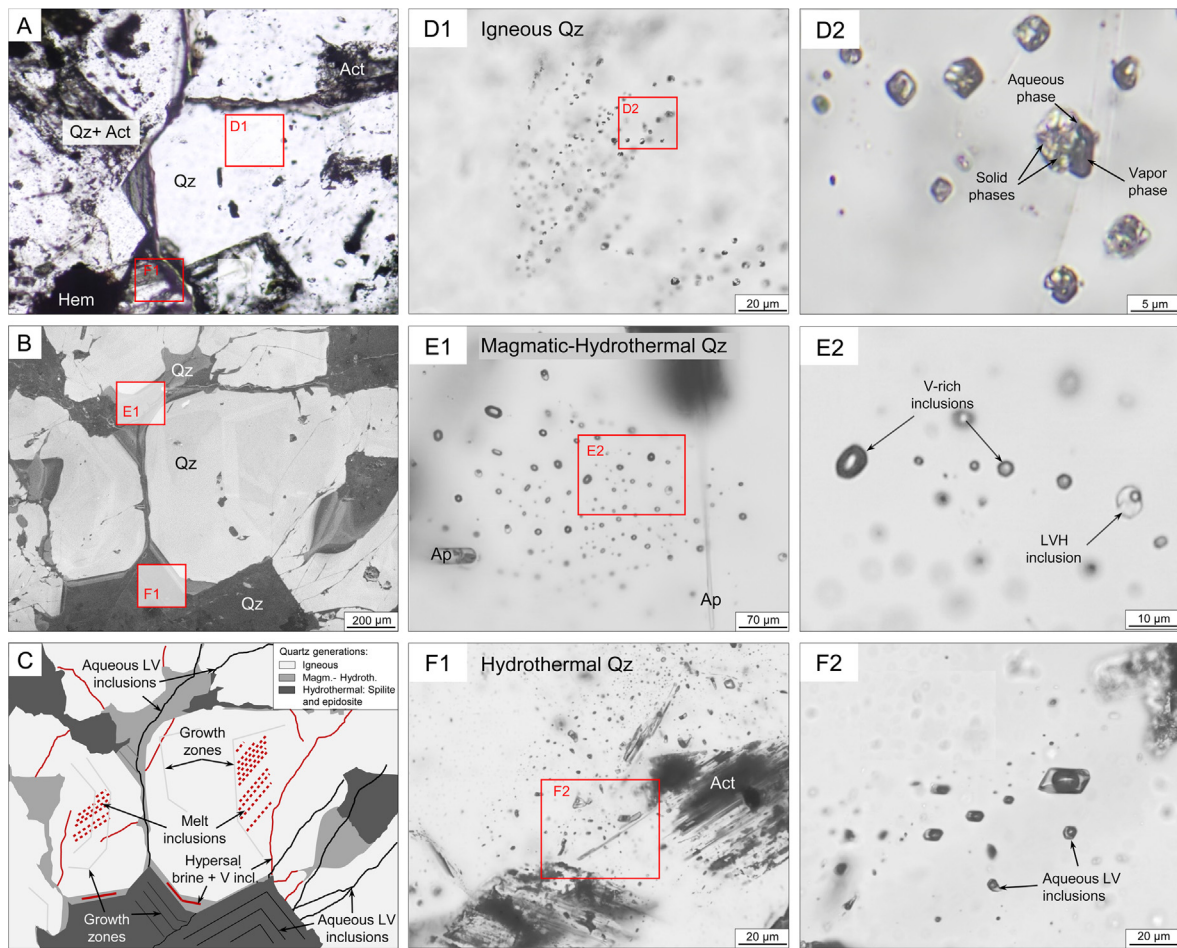 A
Act
Qz+ Act
D1
Qz
F1
Hem
D1 Igneous Qz
D2
20 µm
D2
Aqueous
phase
Solid
phases
Vapor
phase
5 µm
B
Qz
E1
Qz
F1
Qz
200 µm
E1 Magmatic-Hydrothermal Qz
E2
Ap
Ap
70 µm
E2
V-rich
inclusions
LVH
inclusion
10 µm
C
Aqueous LV
inclusions
Quartz generations:
Igneous
Magm.- Hydroth.
Hydrothermal: Spilite
and epidosite
Growth
zones
Melt
inclusions
Hypersal
brine + V incl.
Growth
zones
Aqueous LV
inclusions
F1 Hydrothermal Qz
Act
F2
20 µm
F2
Aqueous LV
inclusions
20 µm